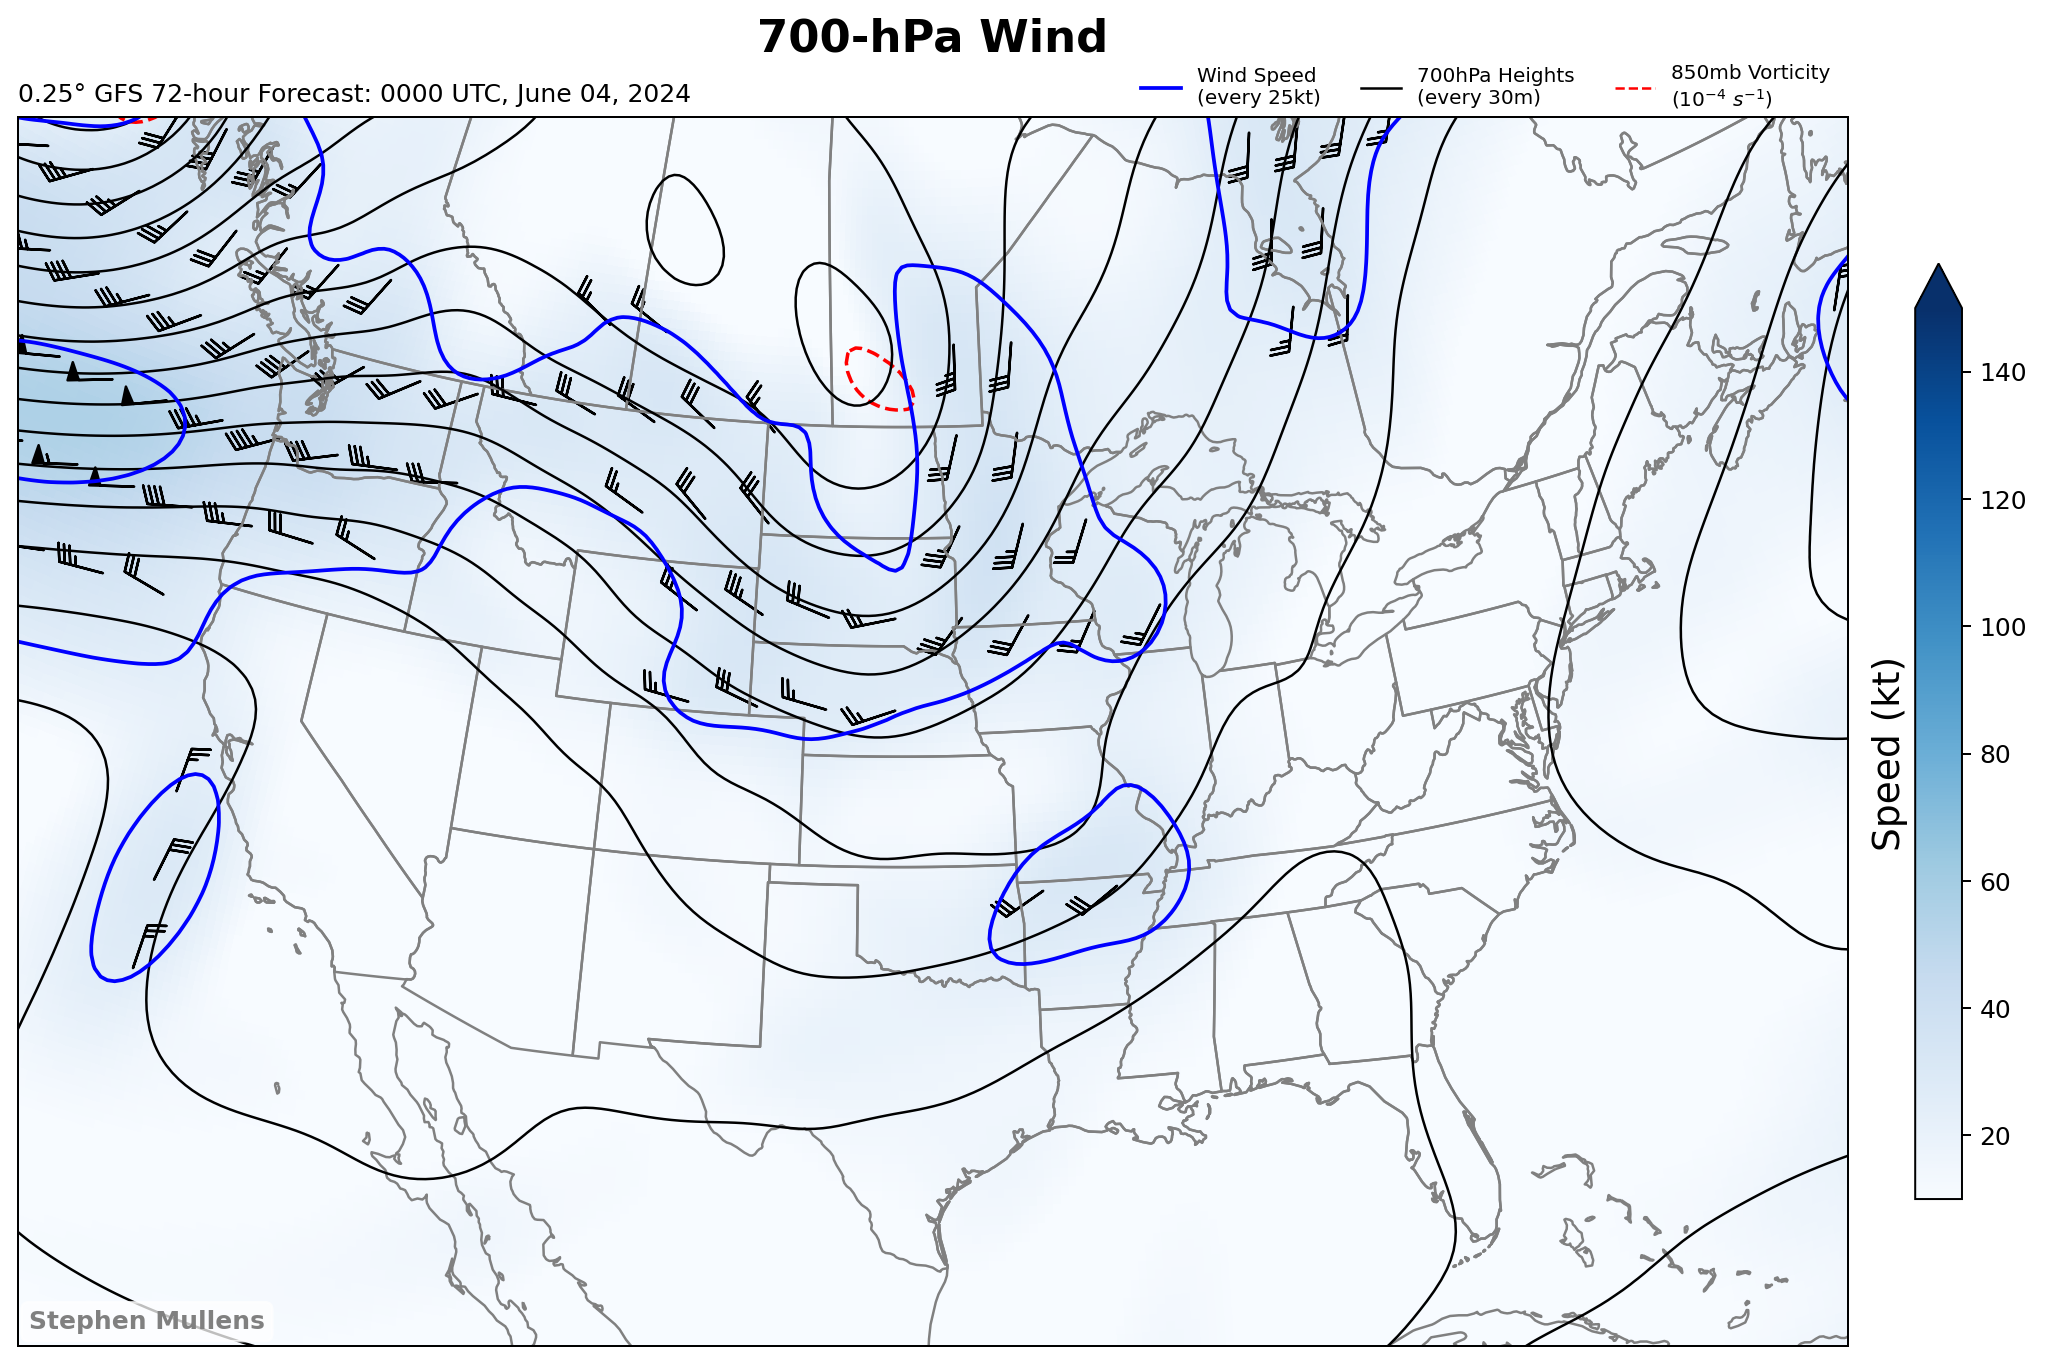 700-hPa Wind
0.25° GFS 72-hour Forecast: 0000 UTC, June 04, 2024
Wind Speed
(every 25kt)
700hPa Heights
(every 30m)
850mb Vorticity
(10⁻⁴ s⁻¹)
140
120
100
80
60
40
20
Speed (kt)
Stephen Mullens